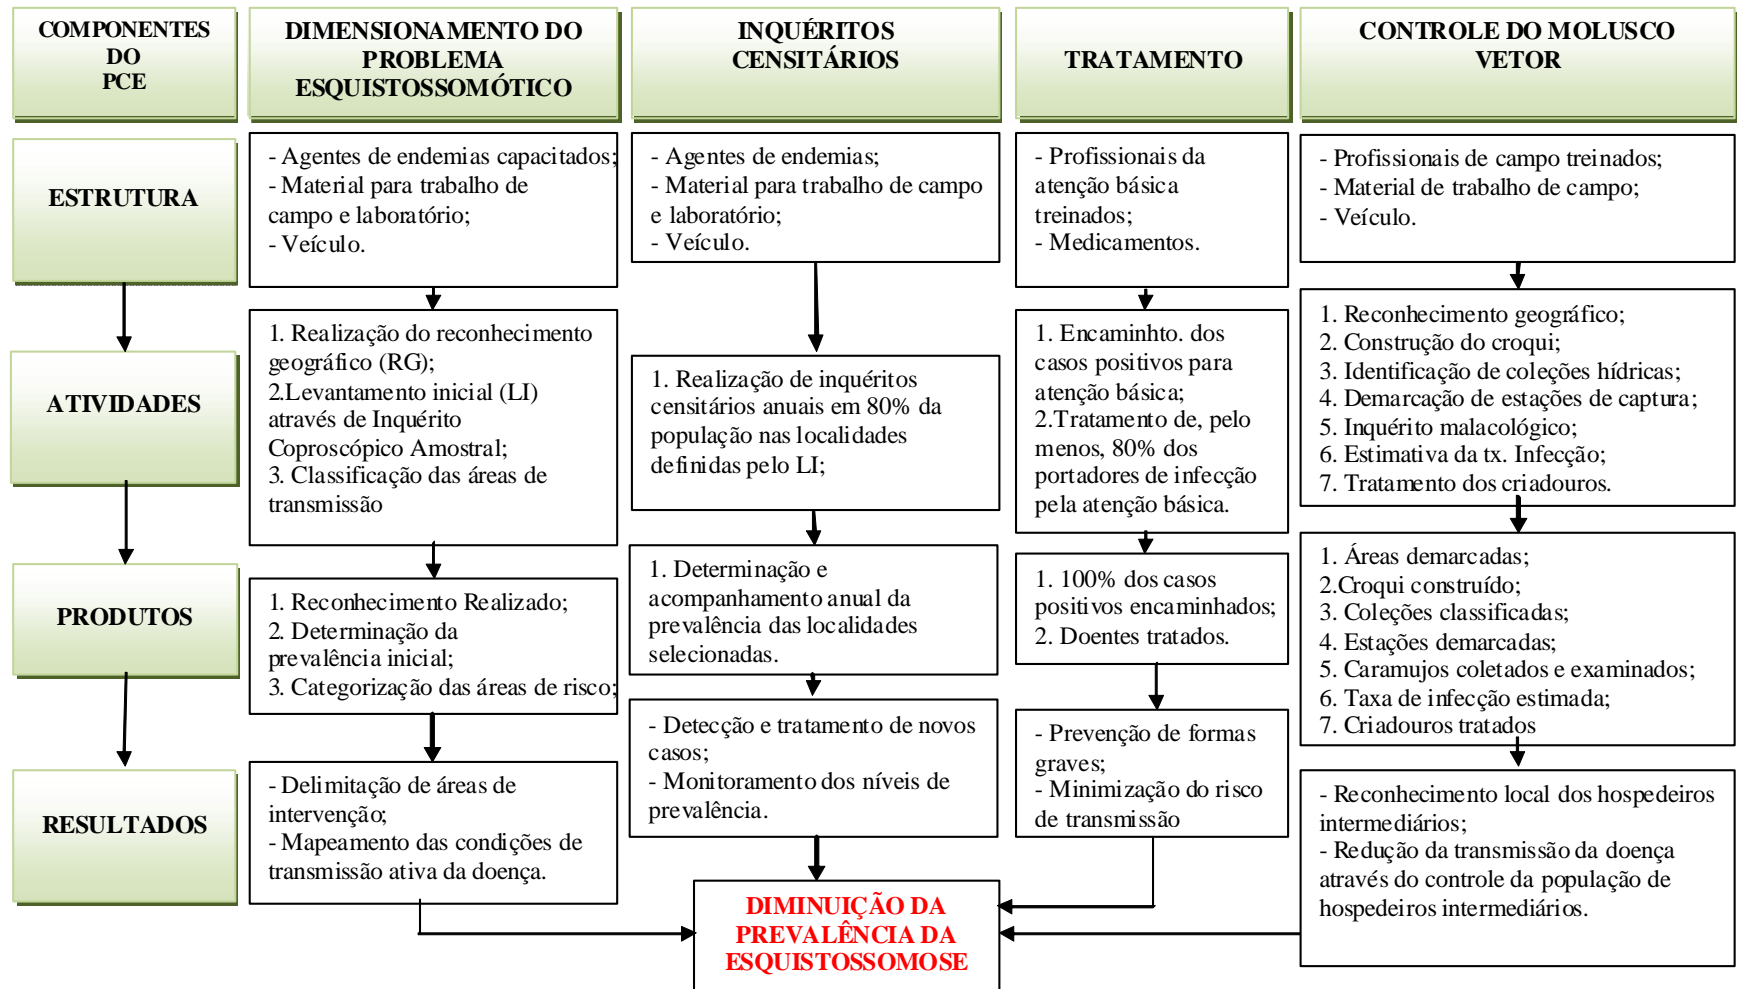 COMPONENTES
DO
PCE
DIMENSIONAMENTO DO
PROBLEMA
ESQUISTOSSOMÓTICO
INQUÉRITOS
CENSITÁRIOS
TRATAMENTO
CONTROLE DO MOLUSCO
VETOR
ESTRUTURA
- Agentes de endemias capacitados;
- Material para trabalho de
campo e laboratório;
- Veículo.
- Agentes de endemias;
- Material para trabalho de campo
e laboratório;
- Veículo.
- Profissionais da
atenção básica
treinados;
- Medicamentos.
- Profissionais de campo treinados;
- Material de trabalho de campo;
- Veículo.
ATIVIDADES
1. Realização do reconhecimento
geográfico (RG);
2.Levantamento inicial (LI)
através de Inquérito
Coproscópico Amostral;
3. Classificação das áreas de
transmissão
1. Realização de inquéritos
censitários anuais em 80% da
população nas localidades
definidas pelo LI;
1. Encaminhto. dos
casos positivos para
atenção básica;
2.Tratamento de, pelo
menos, 80% dos
portadores de infecção
pela atenção básica.
1. Reconhecimento geográfico;
2. Construção do croqui;
3. Identificação de coleções hídricas;
4. Demarcação de estações de captura;
5. Inquérito malacológico;
6. Estimativa da tx. Infecção;
7. Tratamento dos criadouros.
PRODUTOS
1. Reconhecimento Realizado;
2. Determinação da
prevalência inicial;
3. Categorização das áreas de risco;
1. Determinação e
acompanhamento anual da
prevalência das localidades
selecionadas.
1. 100% dos casos
positivos encaminhados;
2. Doentes tratados.
1. Áreas demarcadas;
2.Croqui construído;
3. Coleções classificadas;
4. Estações demarcadas;
5. Caramujos coletados e examinados;
6. Taxa de infecção estimada;
7. Criadouros tratados
RESULTADOS
- Delimitação de áreas de
intervenção;
- Mapeamento das condições de
transmissão ativa da doença.
- Detecção e tratamento de novos
casos;
- Monitoramento dos níveis de
prevalência.
- Prevenção de formas
graves;
- Minimização do risco
de transmissão
- Reconhecimento local dos hospedeiros
intermediários;
- Redução da transmissão da doença
através do controle da população de
hospedeiros intermediários.
DIMINUIÇÃO DA
PREVALÊNCIA DA
ESQUISTOSSOMOSE